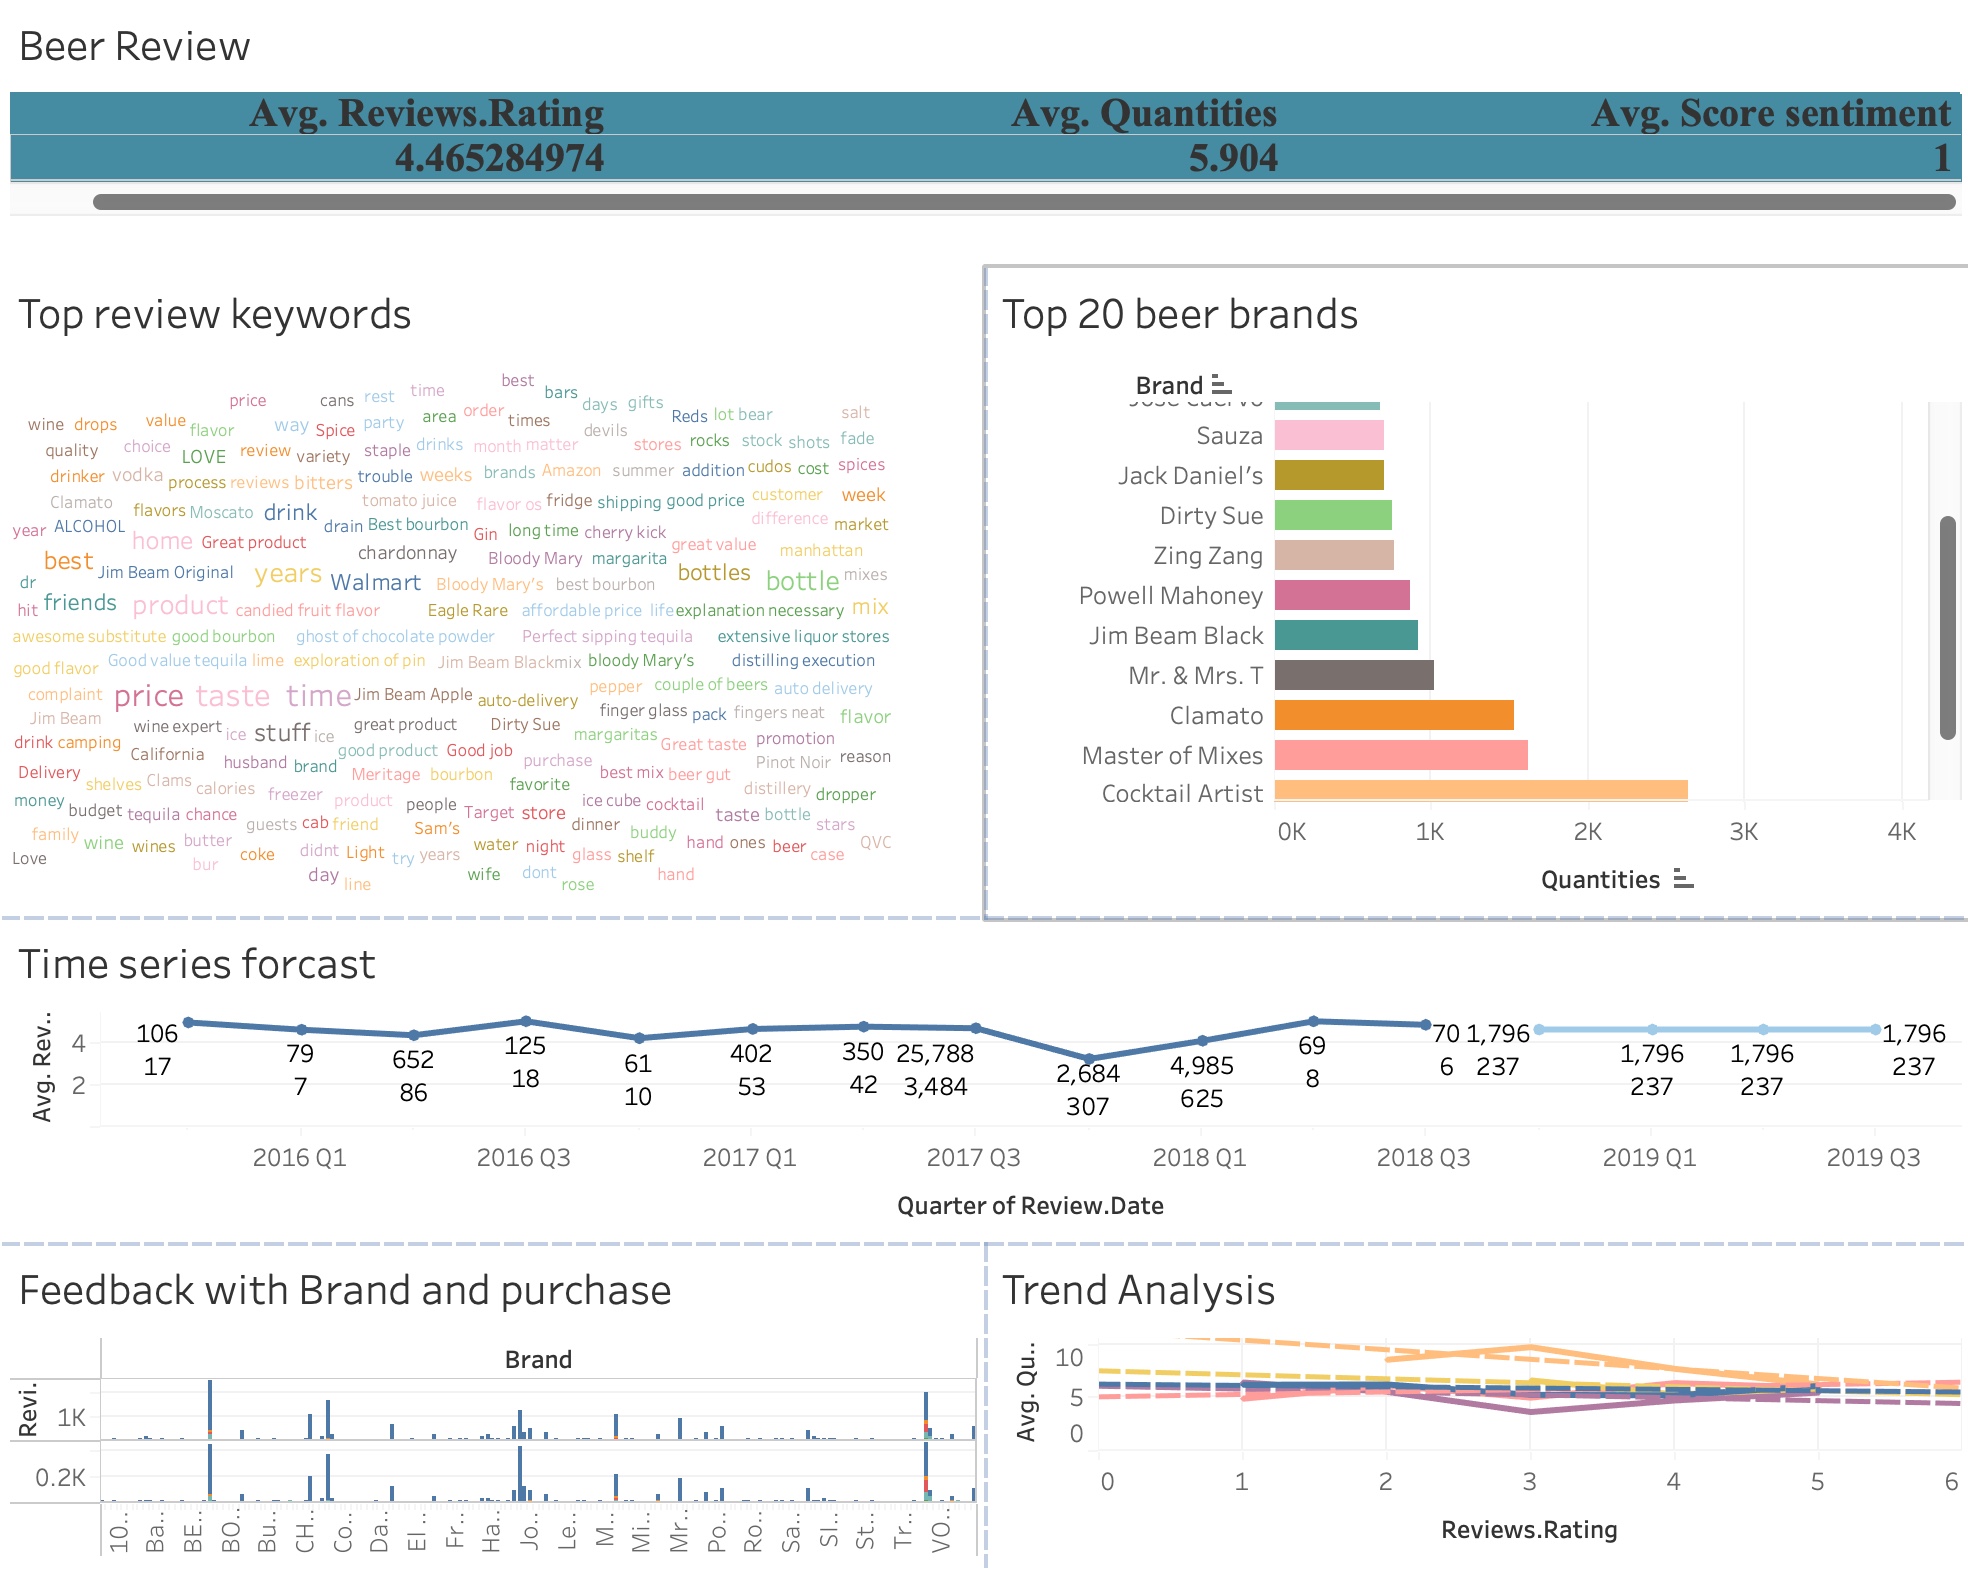 Beer Review
Avg. Reviews.Rating Avg. Quantities Avg. Score sentiment
4.465284974 5.904 1
Top review keywords
best
price cans rest time bars days gifts
wine drops value flavor way Spice party area order times devils Reds lot bear salt
quality choice LOVE review variety staple drinks month matter stores rocks stock shots fade
drinker vodka process reviews bitters trouble weeks brands Amazon summer addition cudos cost spices
Clamato flavors Moscato drink tomato juice flavor os fridge shipping good price customer week
year ALCOHOL home Great product drain Best bourbon Gin long time cherry kick difference market
best chardonnay Bloody Mary margarita great value manhattan
dr Jim Beam Original years Walmart Bloody Mary's best bourbon bottles bottle mixes
hit friends product candied fruit flavor Eagle Rare affordable price life explanation necessary mix
awesome substitute good bourbon ghost of chocolate powder Perfect sipping tequila extensive liquor stores
good flavor Good value tequila lime exploration of pin Jim Beam Blackmix bloody Mary's distilling execution
complaint price taste time Jim Beam Apple auto-delivery pepper couple of beers auto delivery
Jim Beam wine expert ice stuff ice great product Dirty Sue finger glass pack fingers neat flavor
drink camping California good product Good job margaritas Great taste promotion
Delivery shelves Clams husband brand Meritage bourbon purchase best mix beer gut Pinot Noir reason
money budget calories freezer product people favorite ice cube cocktail distillery dropper
tequila chance guests cab friend Target store dinner taste bottle stars
family wine wines butter Sam's water night buddy hand ones beer QVC
Love bur coke didnt Light try years glass shelf case
day line wife dont rose hand
Top 20 beer brands
Brand
Jose Cuervo
Sauza
Jack Daniel's
Dirty Sue
Zing Zang
Powell Mahoney
Jim Beam Black
Mr. & Mrs. T
Clamato
Master of Mixes
Cocktail Artist
0K 1K 2K 3K 4K
Quantities
Time series forcast
Avg. Rev..
4
2
106 79 652 125 61 402 350 25,788 2,684 4,985 69 70 1,796 1,796 1,796 1,796
17 7 86 18 10 53 42 3,484 307 625 8 6 237 237 237 237
2016 Q1 2016 Q3 2017 Q1 2017 Q3 2018 Q1 2018 Q3 2019 Q1 2019 Q3
Quarter of Review.Date
Feedback with Brand and purchase
Brand
Revi..
1K
0.2K
10.. Ba.. BE.. BO.. Bu.. CH.. Co.. Da.. El .. Fr.. Ha.. Jo.. Le.. M.. Mi.. Mr.. Po.. Ro.. Sa.. Sl.. St.. Tr.. VO..
Trend Analysis
Avg. Qu..
10
5
0
0 1 2 3 4 5 6
Reviews.Rating